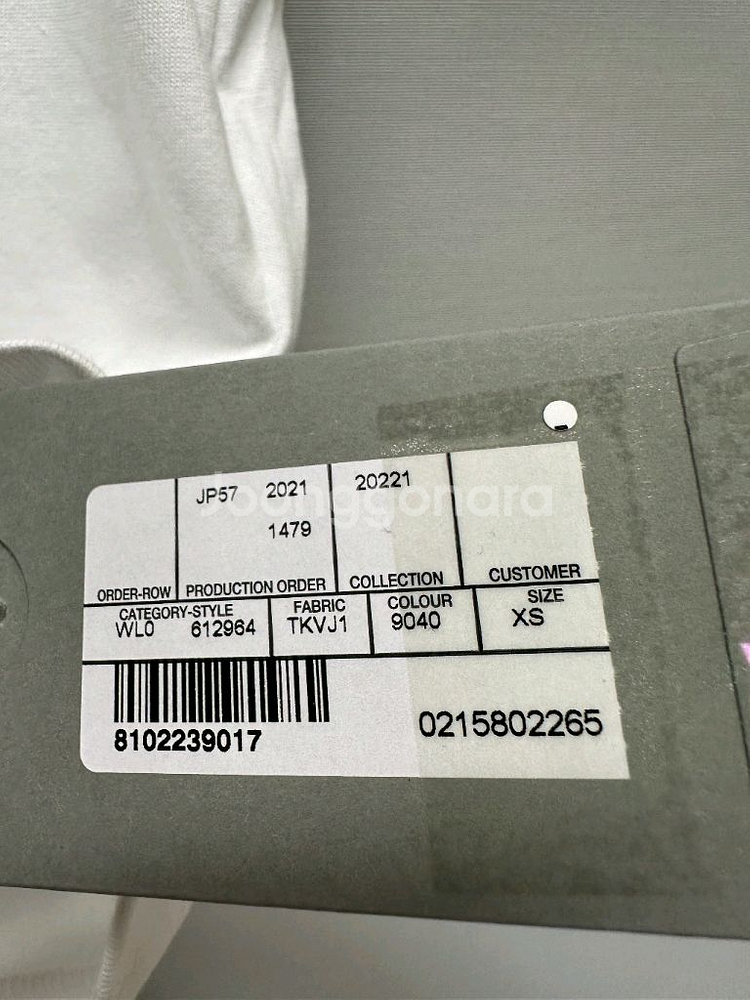 JP57 2021 20221
1479
joonggonara
ORDER-ROW PRODUCTION ORDER COLLECTION CUSTOMER
CATEGORY-STYLE FABRIC COLOUR SIZE
WL0 612964 TKVJ1 9040 XS
8102239017 0215802265